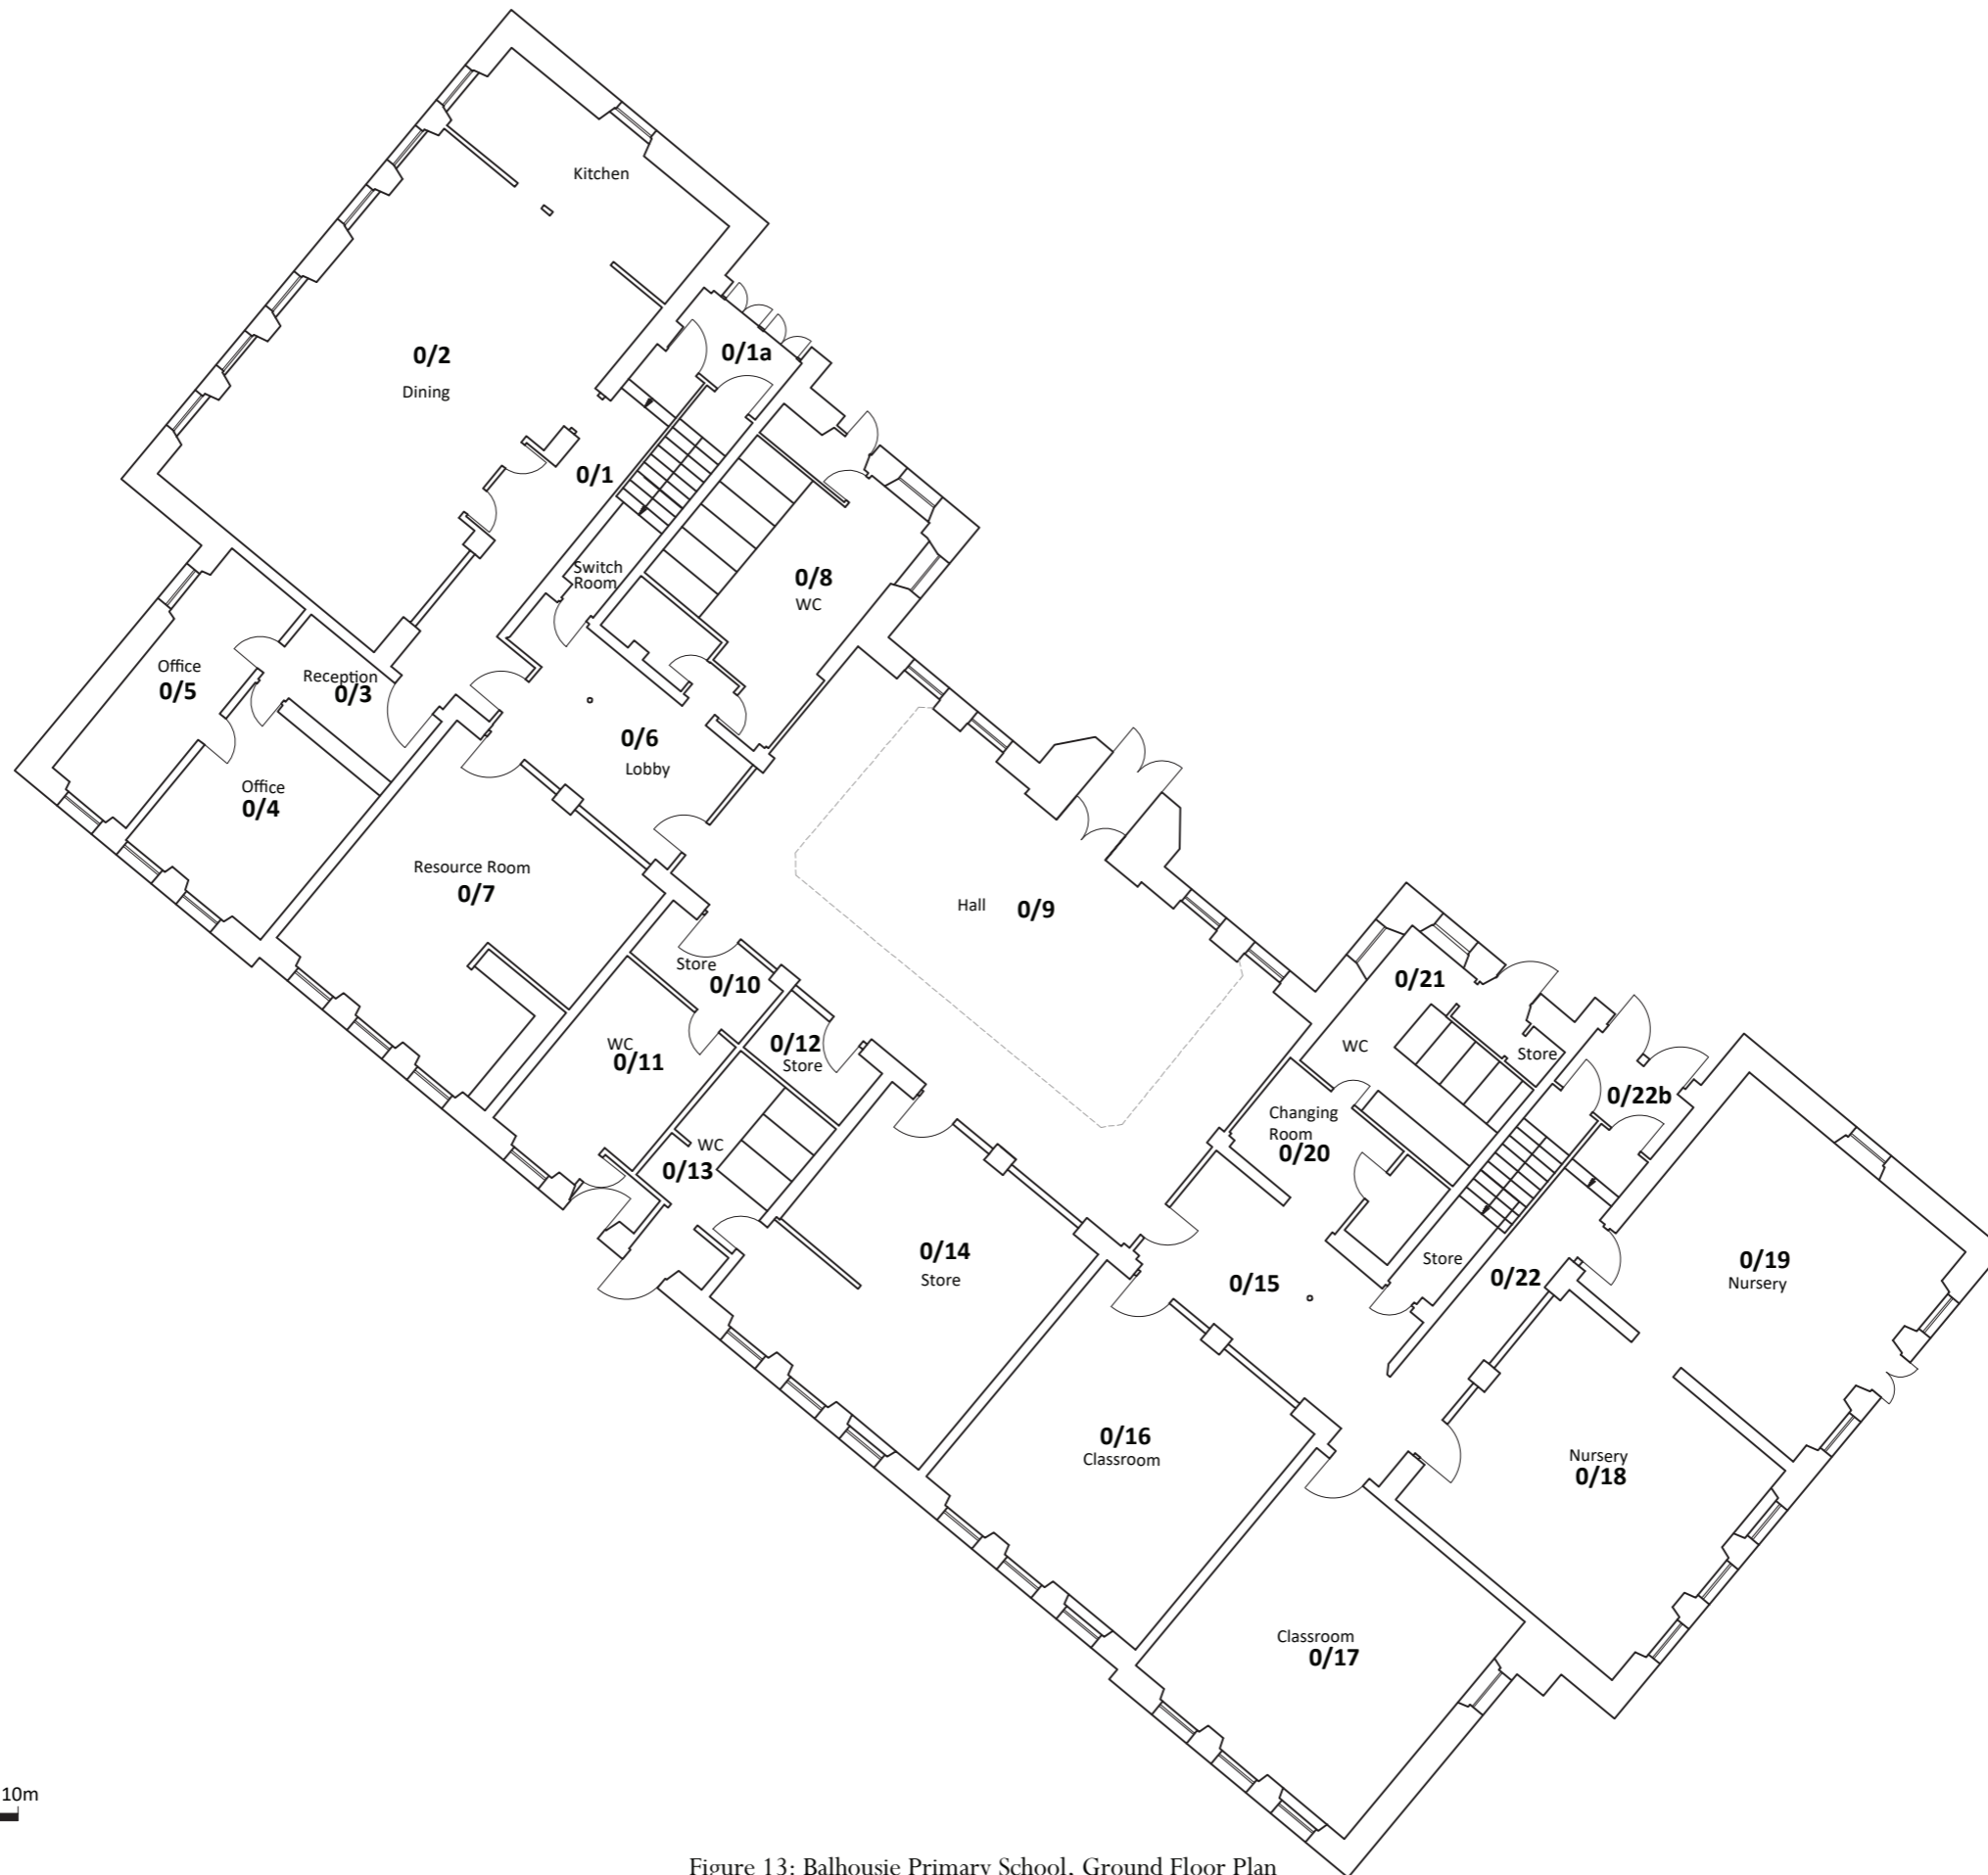 Kitchen
0/1a
0/2
Dining
0/1
Switch
Room
0/8
WC
Office
0/5
Reception
0/3
0/6
Lobby
Office
0/4
Resource Room
0/7
Hall 0/9
Store
0/10
0/21
WC
0/11
0/12
Store
WC
Store
0/22b
Changing
Room
0/20
WC
0/13
0/14
Store
0/15
Store
0/22
0/19
Nursery
0/16
Classroom
Nursery
0/18
Classroom
0/17
10m
Figure 13: Balhousie Primary School, Ground Floor Plan